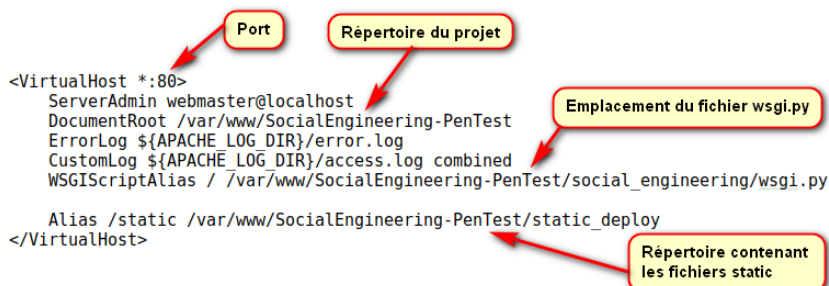 Port
Répertoire du projet
<VirtualHost *:80>
ServerAdmin webmaster@localhost
DocumentRoot /var/www/SocialEngineering-PenTest
Emplacement du fichier wsgi.py
ErrorLog ${APACHE_LOG_DIR}/error.log
CustomLog ${APACHE_LOG_DIR}/access.log combined
WSGIScriptAlias / /var/www/SocialEngineering-PenTest/social_engineering/wsgi.py
Alias /static /var/www/SocialEngineering-PenTest/static_deploy
</VirtualHost>
Répertoire contenant
les fichiers static